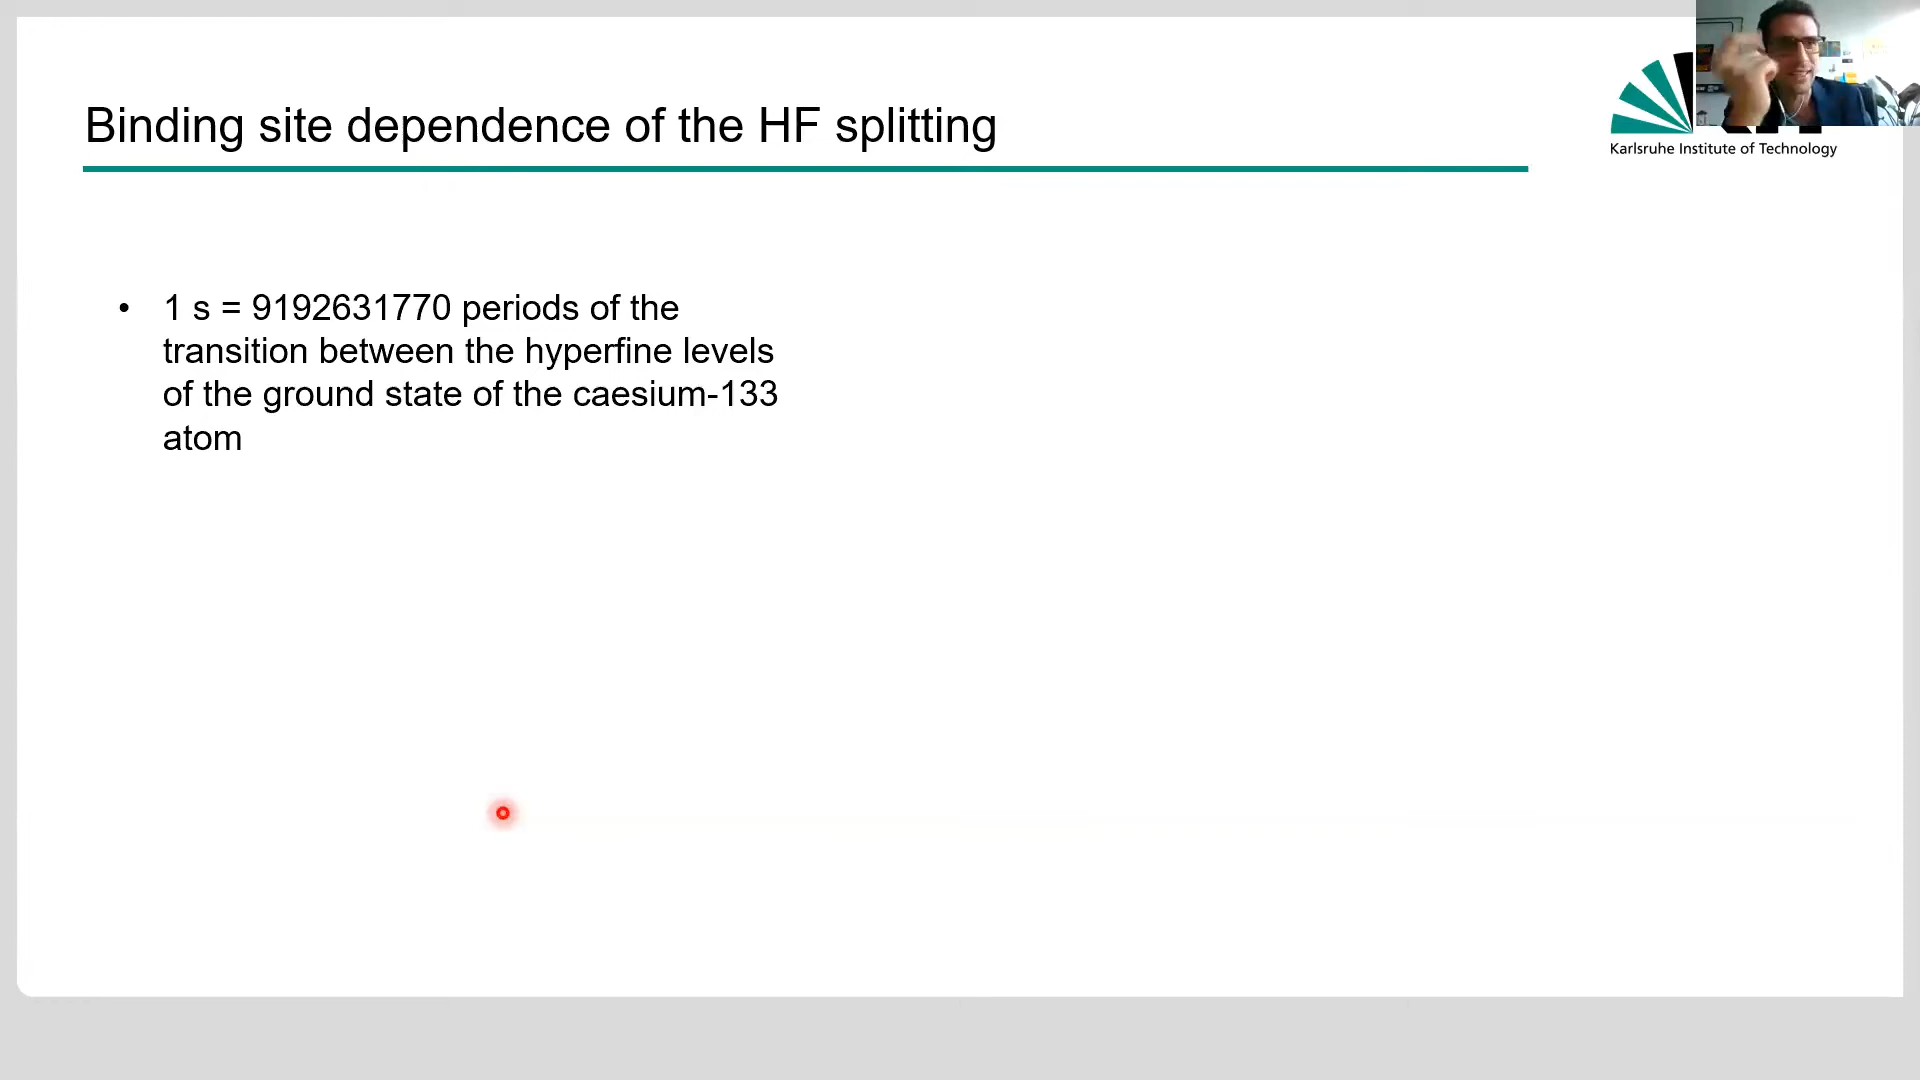 Binding site dependence of the HF splitting
Karlsruhe Institute of Technology
• 1 s = 9192631770 periods of the
transition between the hyperfine levels
of the ground state of the caesium-133
atom